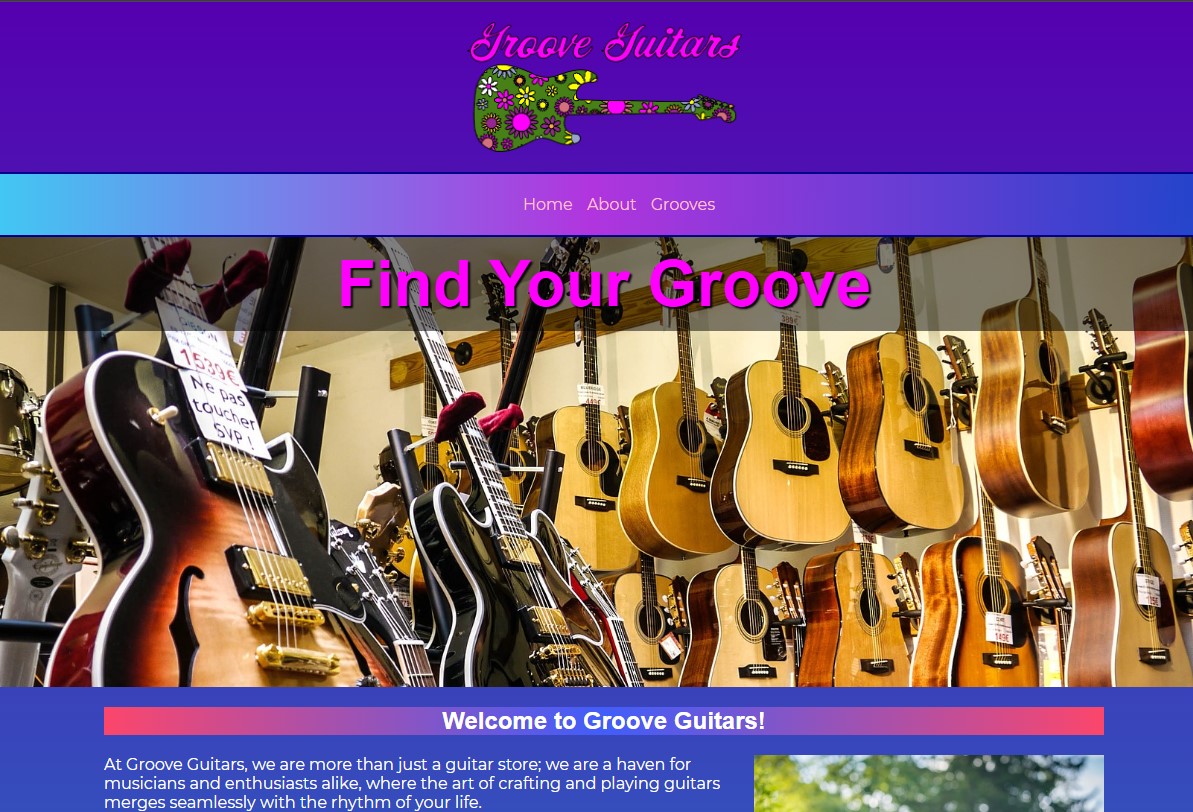 Groove Guitars
Home About Grooves
Find Your Groove
1539€
Ne pas
toucher
SVP !
149€
Welcome to Groove Guitars!
At Groove Guitars, we are more than just a guitar store; we are a haven for
musicians and enthusiasts alike, where the art of crafting and playing guitars
merges seamlessly with the rhythm of your life.